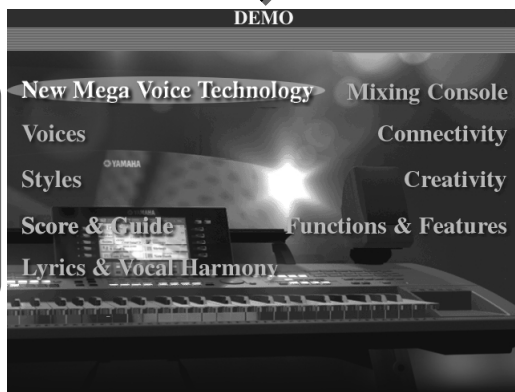 DEMO
New Mega Voice Technology
Mixing Console
Voices
Connectivity
YAMAHA
Styles
Creativity
Score & Guide
Functions & Features
Lyrics & Vocal Harmony